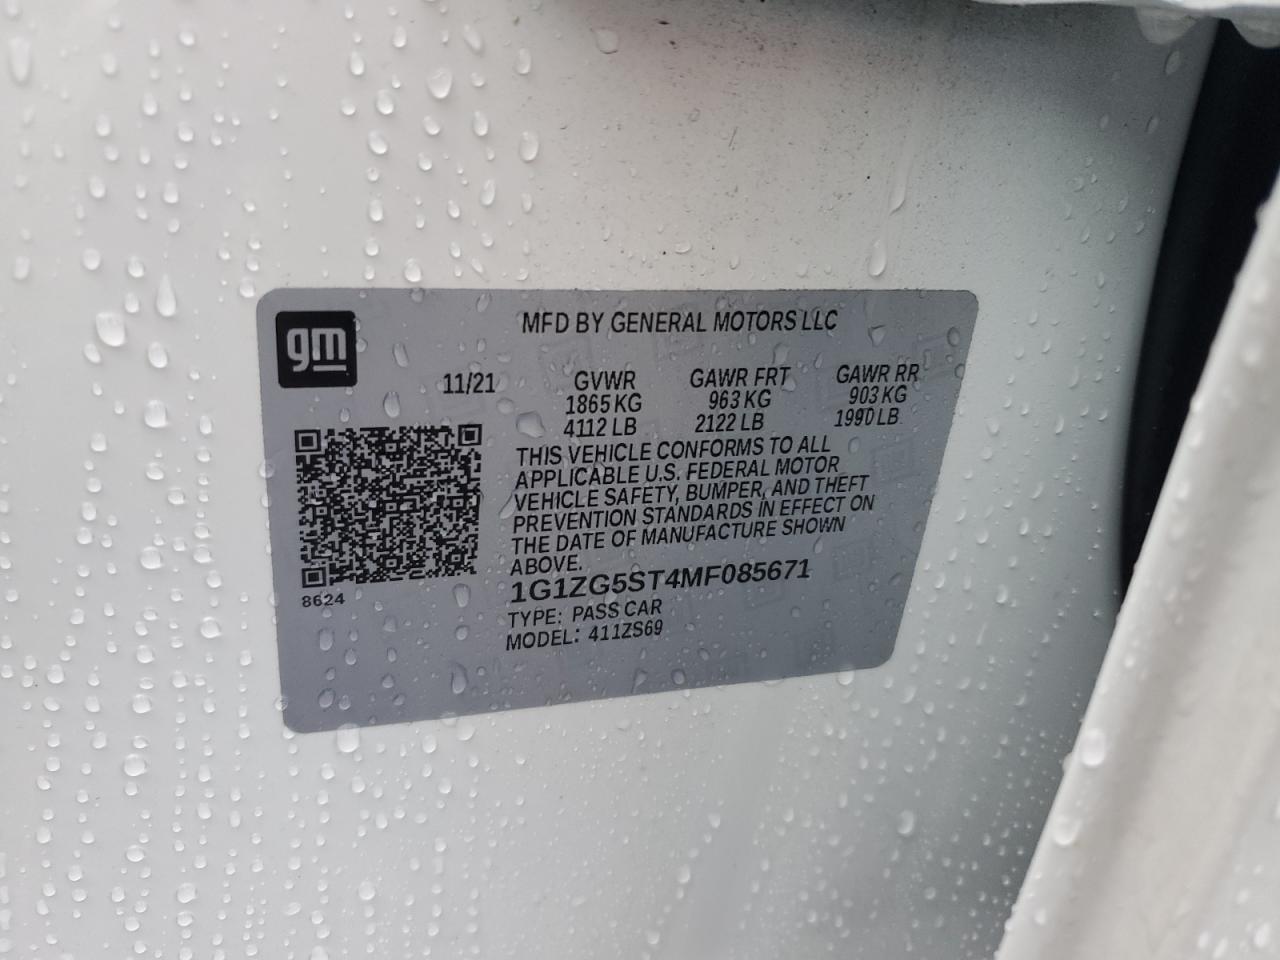 gm
MFD BY GENERAL MOTORS LLC
11/21 GVWR GAWR FRT GAWR RR
1865 KG 963 KG 903 KG
4112 LB 2122 LB 1990 LB
THIS VEHICLE CONFORMS TO ALL
APPLICABLE U.S. FEDERAL MOTOR
VEHICLE SAFETY, BUMPER, AND THEFT
PREVENTION STANDARDS IN EFFECT ON
THE DATE OF MANUFACTURE SHOWN
ABOVE.
8624
1G1ZG5ST4MF085671
TYPE: PASS CAR
MODEL: 411ZS69